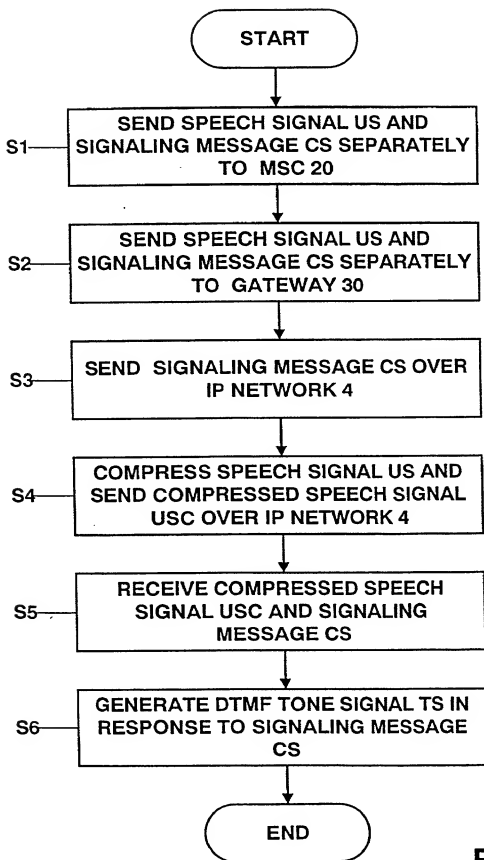 START
S1
SEND SPEECH SIGNAL US AND
SIGNALING MESSAGE CS SEPARATELY
TO MSC 20
S2
SEND SPEECH SIGNAL US AND
SIGNALING MESSAGE CS SEPARATELY
TO GATEWAY 30
S3
SEND SIGNALING MESSAGE CS OVER
IP NETWORK 4
S4
COMPRESS SPEECH SIGNAL US AND
SEND COMPRESSED SPEECH SIGNAL
USC OVER IP NETWORK 4
S5
RECEIVE COMPRESSED SPEECH
SIGNAL USC AND SIGNALING
MESSAGE CS
S6
GENERATE DTMF TONE SIGNAL TS IN
RESPONSE TO SIGNALING MESSAGE
CS
END